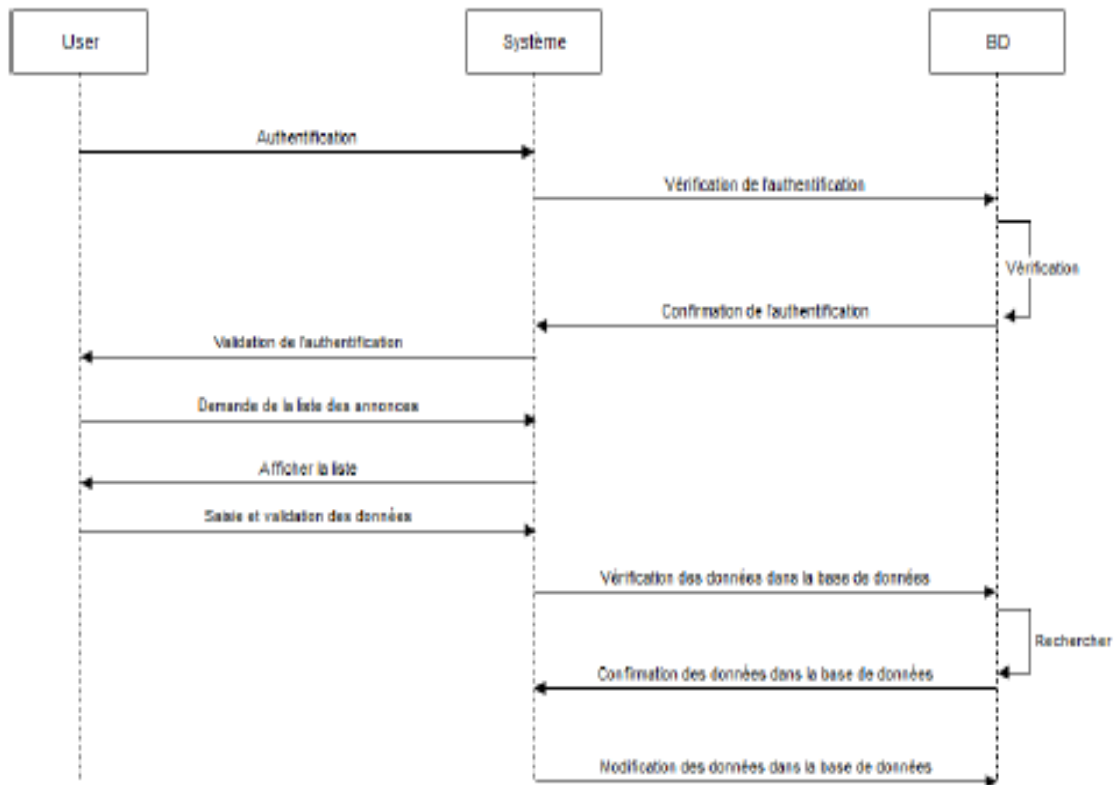 User
Système
BD
Authentification
Vérification de l'authentification
Vérification
Confirmation de l'authentification
Validation de l'authentification
Demande de la liste des annonces
Afficher la liste
Saisie et validation des données
Vérification des données dans la base de données
Rechercher
Confirmation des données dans la base de données
Modification des données dans la base de données